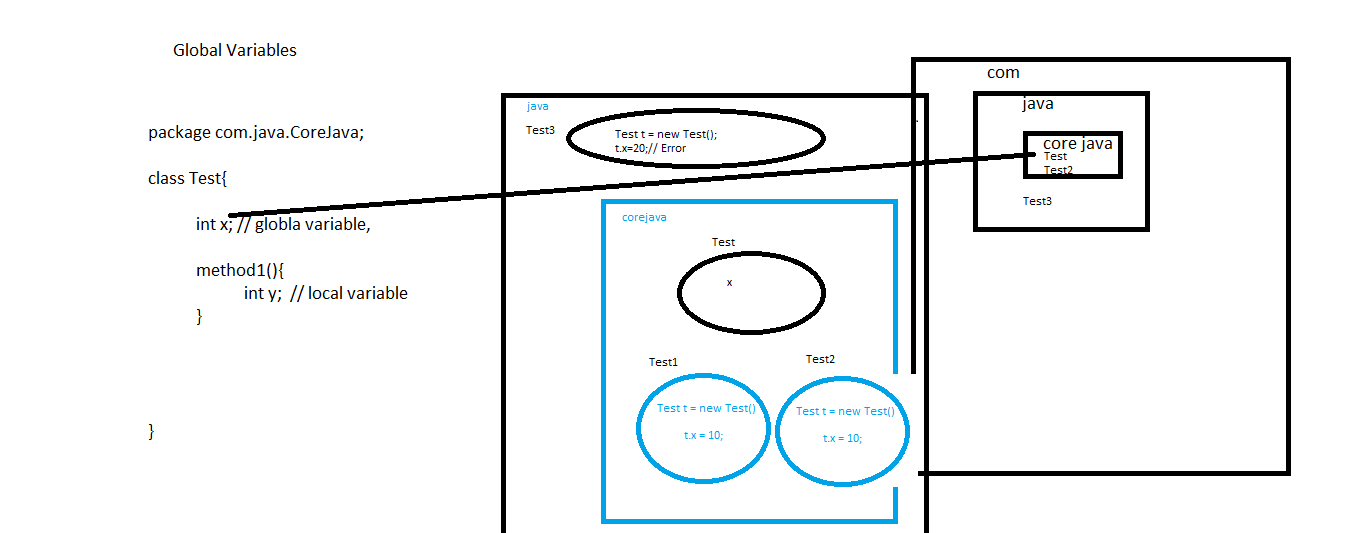 Global Variables
package com.java.CoreJava;
class Test{
int x; // globla variable,
method1(){
int y;  // local variable
}
}
java
Test3
Test t = new Test();
t.x=20;// Error
corejava
Test
x
Test1
Test t = new Test()
t.x = 10;
Test2
Test t = new Test()
t.x = 10;
com
java
core java
Test
Test2
Test3